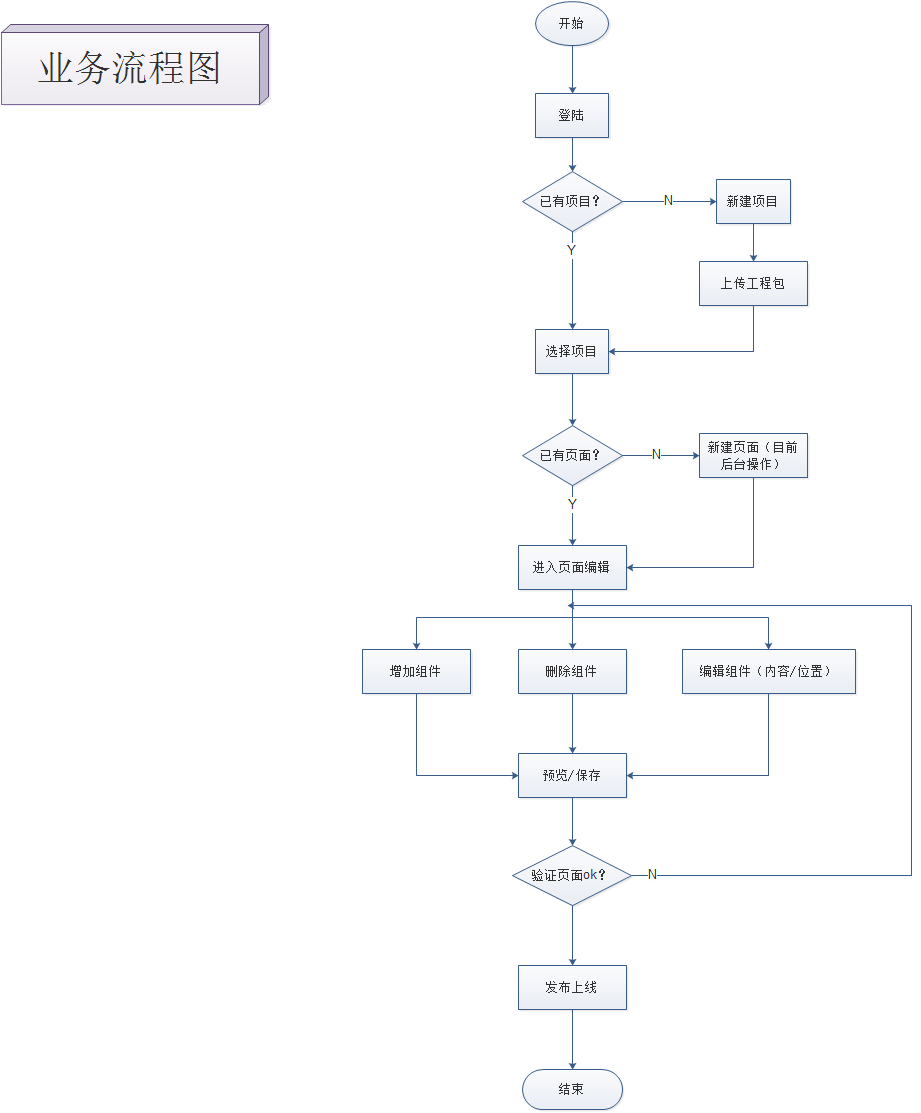 业务流程图
开始
登陆
已有项目？
N
新建项目
Y
上传工程包
选择项目
已有页面？
N
新建页面（目前
后台操作）
Y
进入页面编辑
增加组件
删除组件
编辑组件（内容/位置）
预览/保存
验证页面ok？
N
发布上线
结束